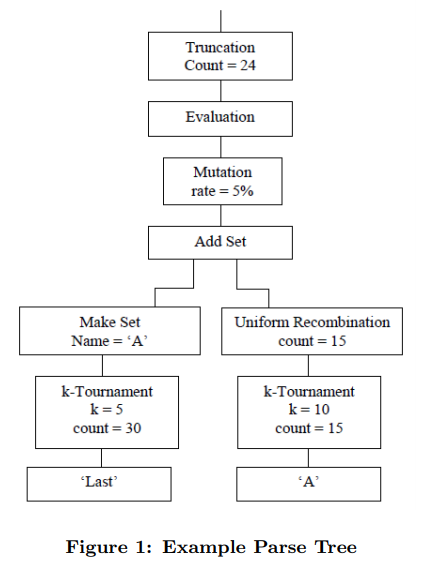 Truncation
Count = 24
Evaluation
Mutation
rate = 5%
Add Set
Make Set
Name = ‘A’
Uniform Recombination
count = 15
k-Tournament
k = 5
count = 30
k-Tournament
k = 10
count = 15
‘Last’
‘A’
Figure 1: Example Parse Tree